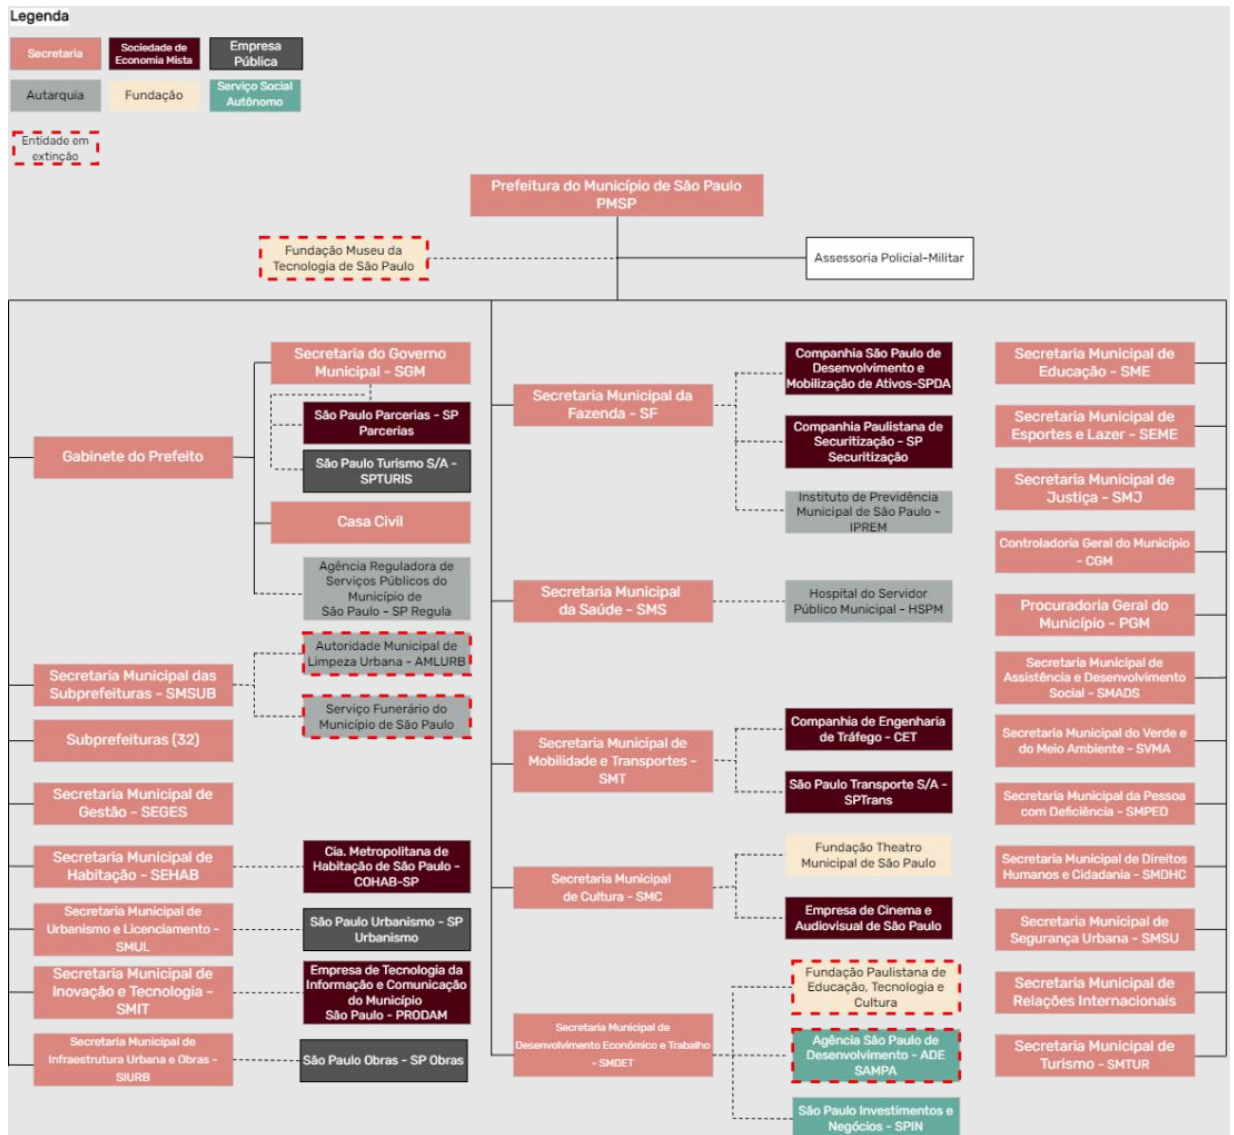 Legenda
Secretaria
Sociedade de
Economia Mista
Empresa
Pública
Autarquia
Fundação
Serviço Social
Autônomo
Entidade em
extinção
Prefeitura do Município de São Paulo
PMSP
Fundação Museu da
Tecnologia de São Paulo
Assessoria Policial-Militar
Gabinete do Prefeito
Secretaria do Governo
Municipal - SGM
São Paulo Parcerias - SP
Parcerias
São Paulo Turismo S/A -
SPTURIS
Casa Civil
Agência Reguladora de
Serviços Públicos do
Município de
São Paulo - SP Regula
Secretaria Municipal das
Subprefeituras - SMSUB
Autoridade Municipal de
Limpeza Urbana - AMLURB
Serviço Funerário do
Município de São Paulo
Subprefeituras (32)
Secretaria Municipal de
Gestão - SEGES
Secretaria Municipal de
Habitação - SEHAB
Cia. Metropolitana de
Habitação de São Paulo -
COHAB-SP
Secretaria Municipal de
Urbanismo e Licenciamento -
SMUL
São Paulo Urbanismo - SP
Urbanismo
Secretaria Municipal de
Inovação e Tecnologia -
SMIT
Empresa de Tecnologia da
Informação e Comunicação
do Município
São Paulo - PRODAM
Secretaria Municipal de
Infraestrutura Urbana e Obras -
SIURB
São Paulo Obras - SP Obras
Secretaria Municipal da
Fazenda - SF
Companhia São Paulo de
Desenvolvimento e
Mobilização de Ativos-SPDA
Companhia Paulistana de
Securitização - SP
Securitização
Instituto de Previdência
Municipal de São Paulo -
IPREM
Secretaria Municipal
da Saúde - SMS
Hospital do Servidor
Público Municipal - HSPM
Secretaria Municipal de
Mobilidade e Transportes -
SMT
Companhia de Engenharia
de Tráfego - CET
São Paulo Transporte S/A -
SPTrans
Secretaria Municipal
de Cultura - SMC
Fundação Theatro
Municipal de São Paulo
Empresa de Cinema e
Audiovisual de São Paulo
Secretaria Municipal de
Desenvolvimento Econômico e Trabalho
- SMDET
Fundação Paulistana de
Educação, Tecnologia e
Cultura
Agência São Paulo de
Desenvolvimento - ADE
SAMPA
São Paulo Investimentos e
Negócios - SPIN
Secretaria Municipal de
Educação - SME
Secretaria Municipal de
Esportes e Lazer - SEME
Secretaria Municipal de
Justiça - SMJ
Controladoria Geral do Município
- CGM
Procuradoria Geral do
Município - PGM
Secretaria Municipal de
Assistência e Desenvolvimento
Social - SMADS
Secretaria Municipal do Verde e
do Meio Ambiente - SVMA
Secretaria Municipal da Pessoa
com Deficiência - SMPED
Secretaria Municipal de Direitos
Humanos e Cidadania - SMDHC
Secretaria Municipal de
Segurança Urbana - SMSU
Secretaria Municipal de
Relações Internacionais
Secretaria Municipal de
Turismo - SMTUR